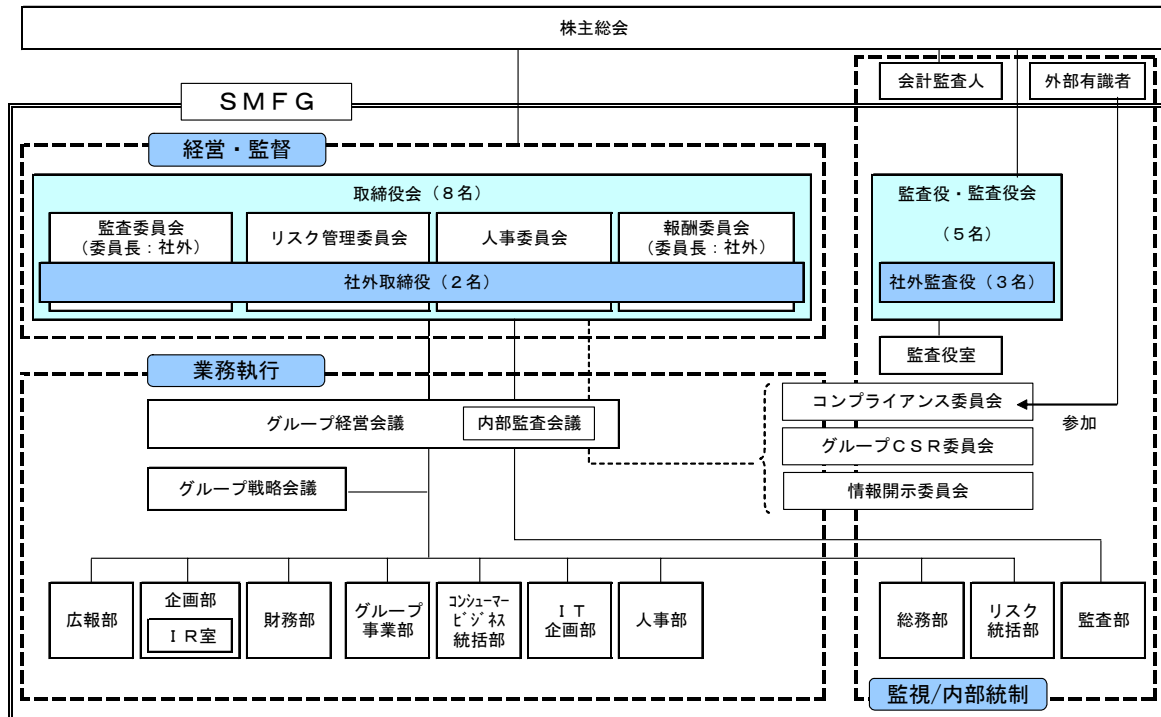 株主総会
会計監査人
外部有識者
ＳＭＦＧ
経営・監督
取締役会（８名）
監査委員会
（委員長：社外）
リスク管理委員会
人事委員会
報酬委員会
（委員長：社外）
社外取締役（２名）
監査役・監査役会
（５名）
社外監査役（３名）
監査役室
業務執行
グループ経営会議
内部監査会議
コンプライアンス委員会
参加
グループＣＳＲ委員会
グループ戦略会議
情報開示委員会
広報部
企画部
ＩＲ室
財務部
グループ
事業部
ｺﾝｼｭｰﾏｰ
ﾋﾞｼﾞﾈｽ
統括部
ＩＴ
企画部
人事部
総務部
リスク
統括部
監査部
監視/内部統制